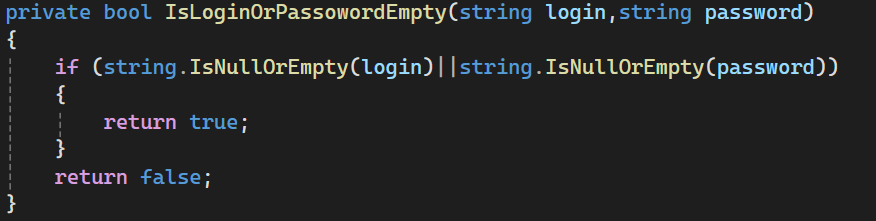 private bool IsLoginOrPassowordEmpty(string login,string password)
{
if (string.IsNullOrEmpty(login)||string.IsNullOrEmpty(password))
{
return true;
}
return false;
}